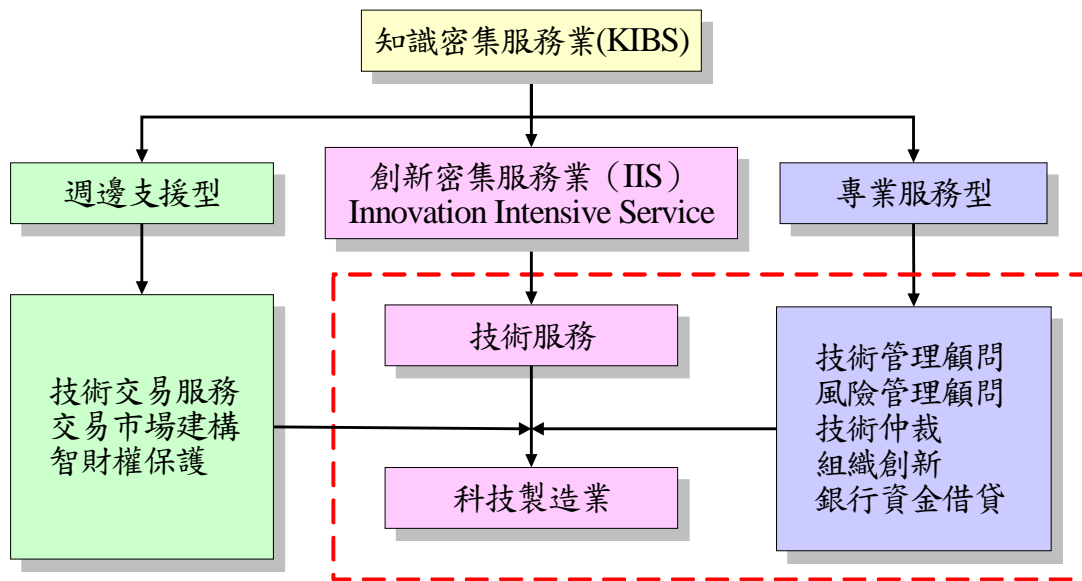 知識密集服務業(KIBS)
週邊支援型
創新密集服務業（IIS）
Innovation Intensive Service
專業服務型
技術交易服務
交易市場建構
智財權保護
技術服務
科技製造業
技術管理顧問
風險管理顧問
技術仲裁
組織創新
銀行資金借貸